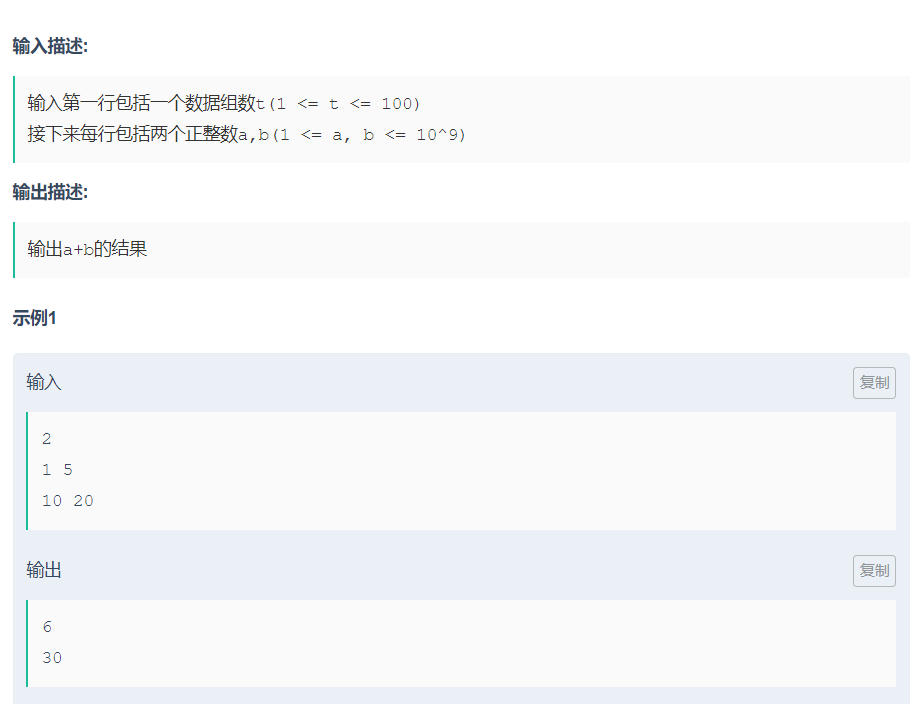 输入描述:
输入第一行包括一个数据组数t(1 <= t <= 100)
接下来每行包括两个正整数a,b(1 <= a, b <= 10^9)
输出描述:
输出a+b的结果
示例1
输入
复制
2
1 5
10 20
输出
复制
6
30